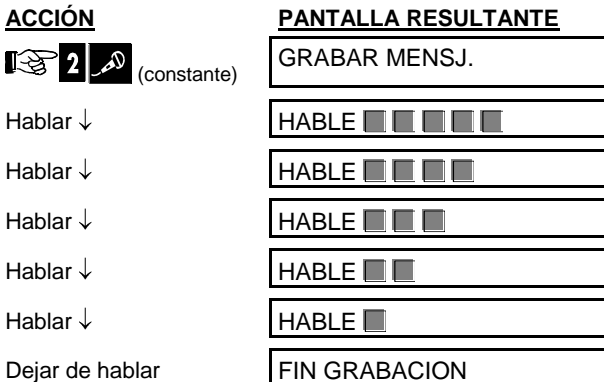 ACCIÓN PANTALLA RESULTANTE
2 (constante) GRABAR MENSJ.
Hablar ↓ HABLE
Hablar ↓ HABLE
Hablar ↓ HABLE
Hablar ↓ HABLE
Hablar ↓ HABLE
Dejar de hablar FIN GRABACION